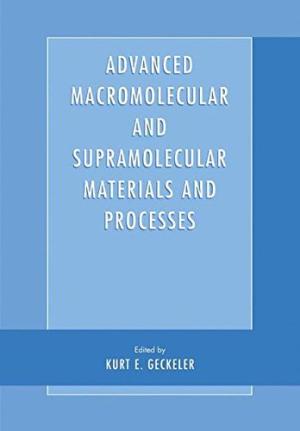 ADVANCED
MACROMOLECULAR
AND
SUPRAMOLECULAR
MATERIALS AND
PROCESSES
Edited by
KURT E. GECKELER